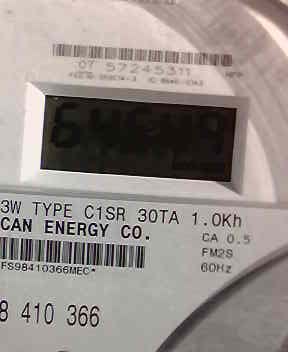 OT 57245311
3W TYPE C1SR 30TA 1.0Kh
CAN ENERGY CO.
CA 0.5
FM2S
60Hz
FS98410366MEC*
8 410 366